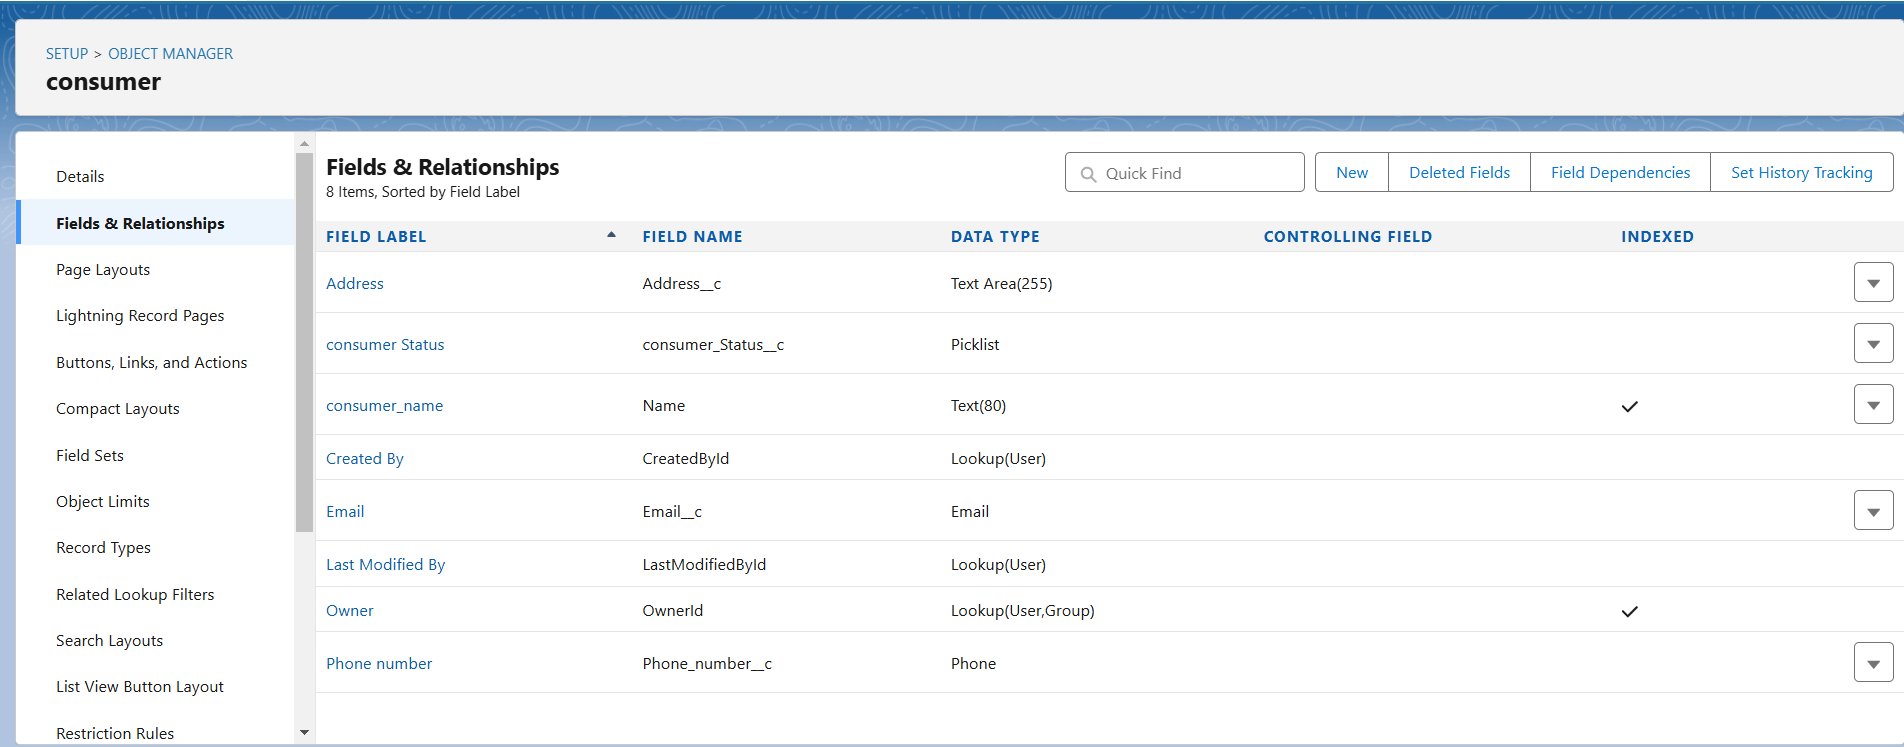 SETUP > OBJECT MANAGER
consumer
Details
Fields & Relationships
Page Layouts
Lightning Record Pages
Buttons, Links, and Actions
Compact Layouts
Field Sets
Object Limits
Record Types
Related Lookup Filters
Search Layouts
List View Button Layout
Restriction Rules
Fields & Relationships
8 Items, Sorted by Field Label
Quick Find
New
Deleted Fields
Field Dependencies
Set History Tracking
FIELD LABEL FIELD NAME DATA TYPE CONTROLLING FIELD INDEXED
Address Address__c Text Area(255)
consumer Status consumer_Status__c Picklist
consumer_name Name Text(80)
Created By CreatedById Lookup(User)
Email Email__c Email
Last Modified By LastModifiedById Lookup(User)
Owner OwnerId Lookup(User,Group)
Phone number Phone_number__c Phone